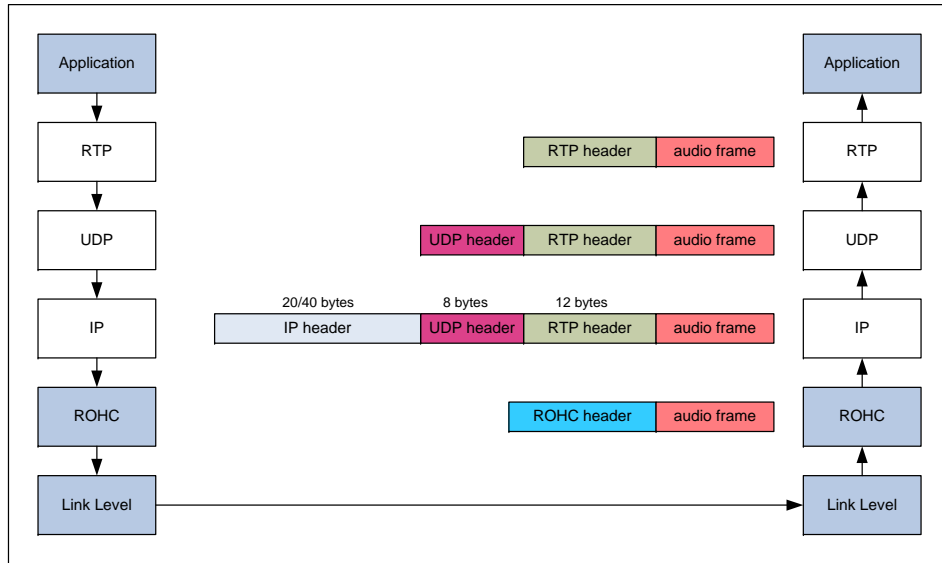 Application
Application
RTP
RTP header
audio frame
RTP
UDP
UDP header
RTP header
audio frame
UDP
20/40 bytes
8 bytes
12 bytes
IP
IP header
UDP header
RTP header
audio frame
IP
ROHC
ROHC header
audio frame
ROHC
Link Level
Link Level